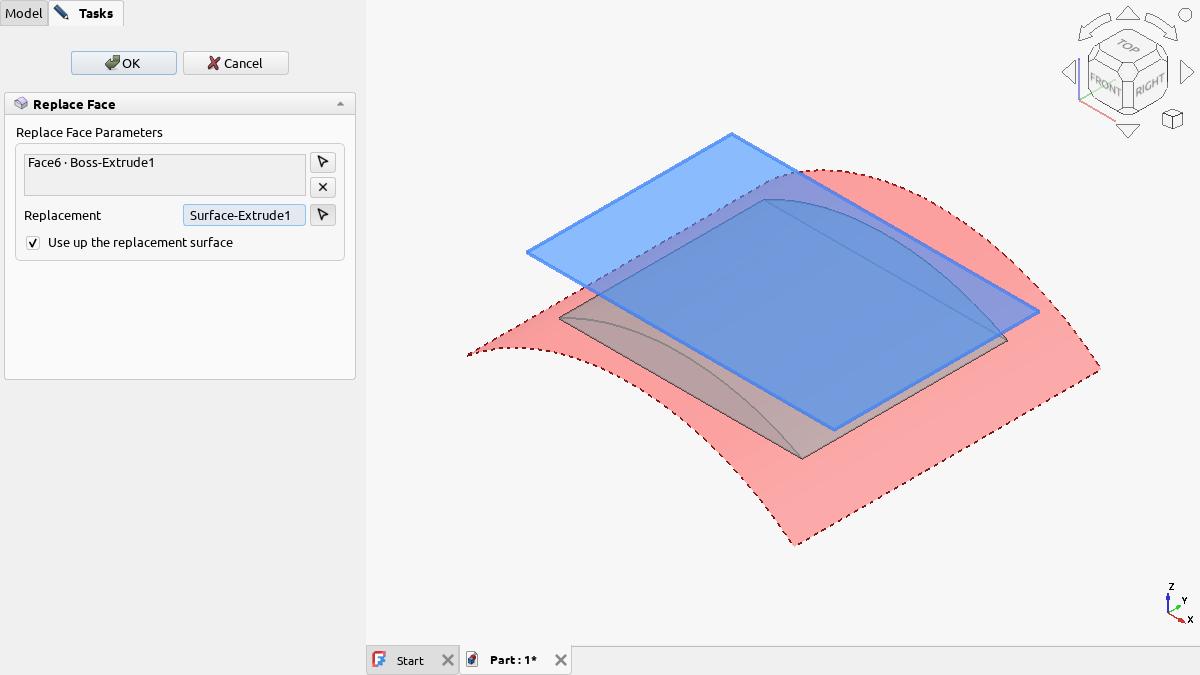 Model
Tasks
OK
Cancel
Replace Face
Replace Face Parameters
Face6 · Boss-Extrude1
Replacement
Surface-Extrude1
Use up the replacement surface
TOP
FRONT
RIGHT
Z
Y
X
Start
Part : 1*